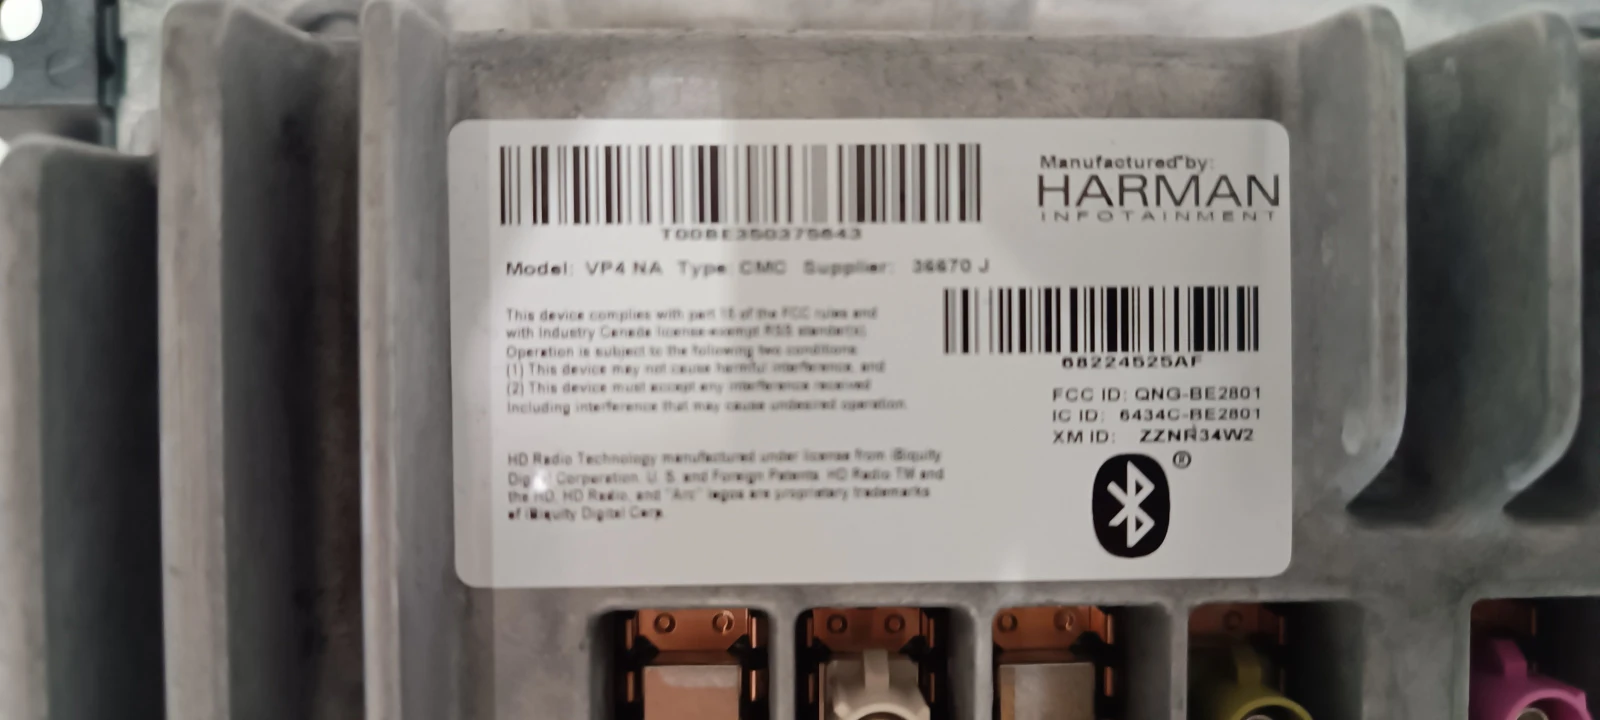 T00BE350375643
Manufactured by:
HARMAN
INFOTAINMENT
Model: VP4 NA Type CMC Supplier: 36670 J
68224525AF
This device complies with part 15 of the FCC rules and
with Industry Canada license-exempt RSS standard(s).
Operation is subject to the following two conditions:
(1) This device may not cause harmful interference, and
(2) This device must accept any interference received
including interference that may cause undesired operation.
FCC ID: QNG-BE2801
IC ID: 6434C-BE2801
XM ID: ZZNR34W2
®
HD Radio Technology manufactured under license from iBiquity
Digital Corporation. U. S. and Foreign Patents. HD Radio TM and
the HD, HD Radio, and "Arc" logos are proprietary trademarks
of iBiquity Digital Corp.